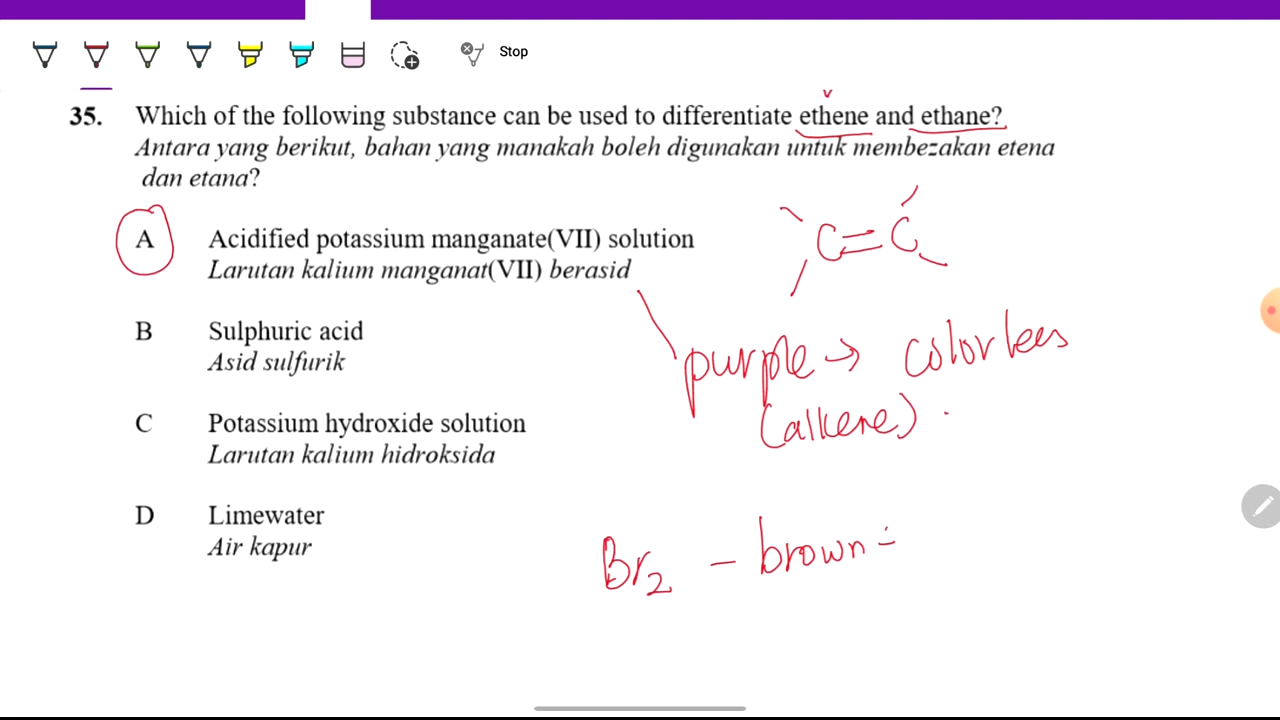 Stop
35. Which of the following substance can be used to differentiate ethene and ethane?
Antara yang berikut, bahan yang manakah boleh digunakan untuk membezakan etena
dan etana?
A Acidified potassium manganate(VII) solution
Larutan kalium manganat(VII) berasid
C=C
B Sulphuric acid
Asid sulfurik
purple → colorless
(alkene).
C Potassium hydroxide solution
Larutan kalium hidroksida
D Limewater
Air kapur
Br2 - brown -